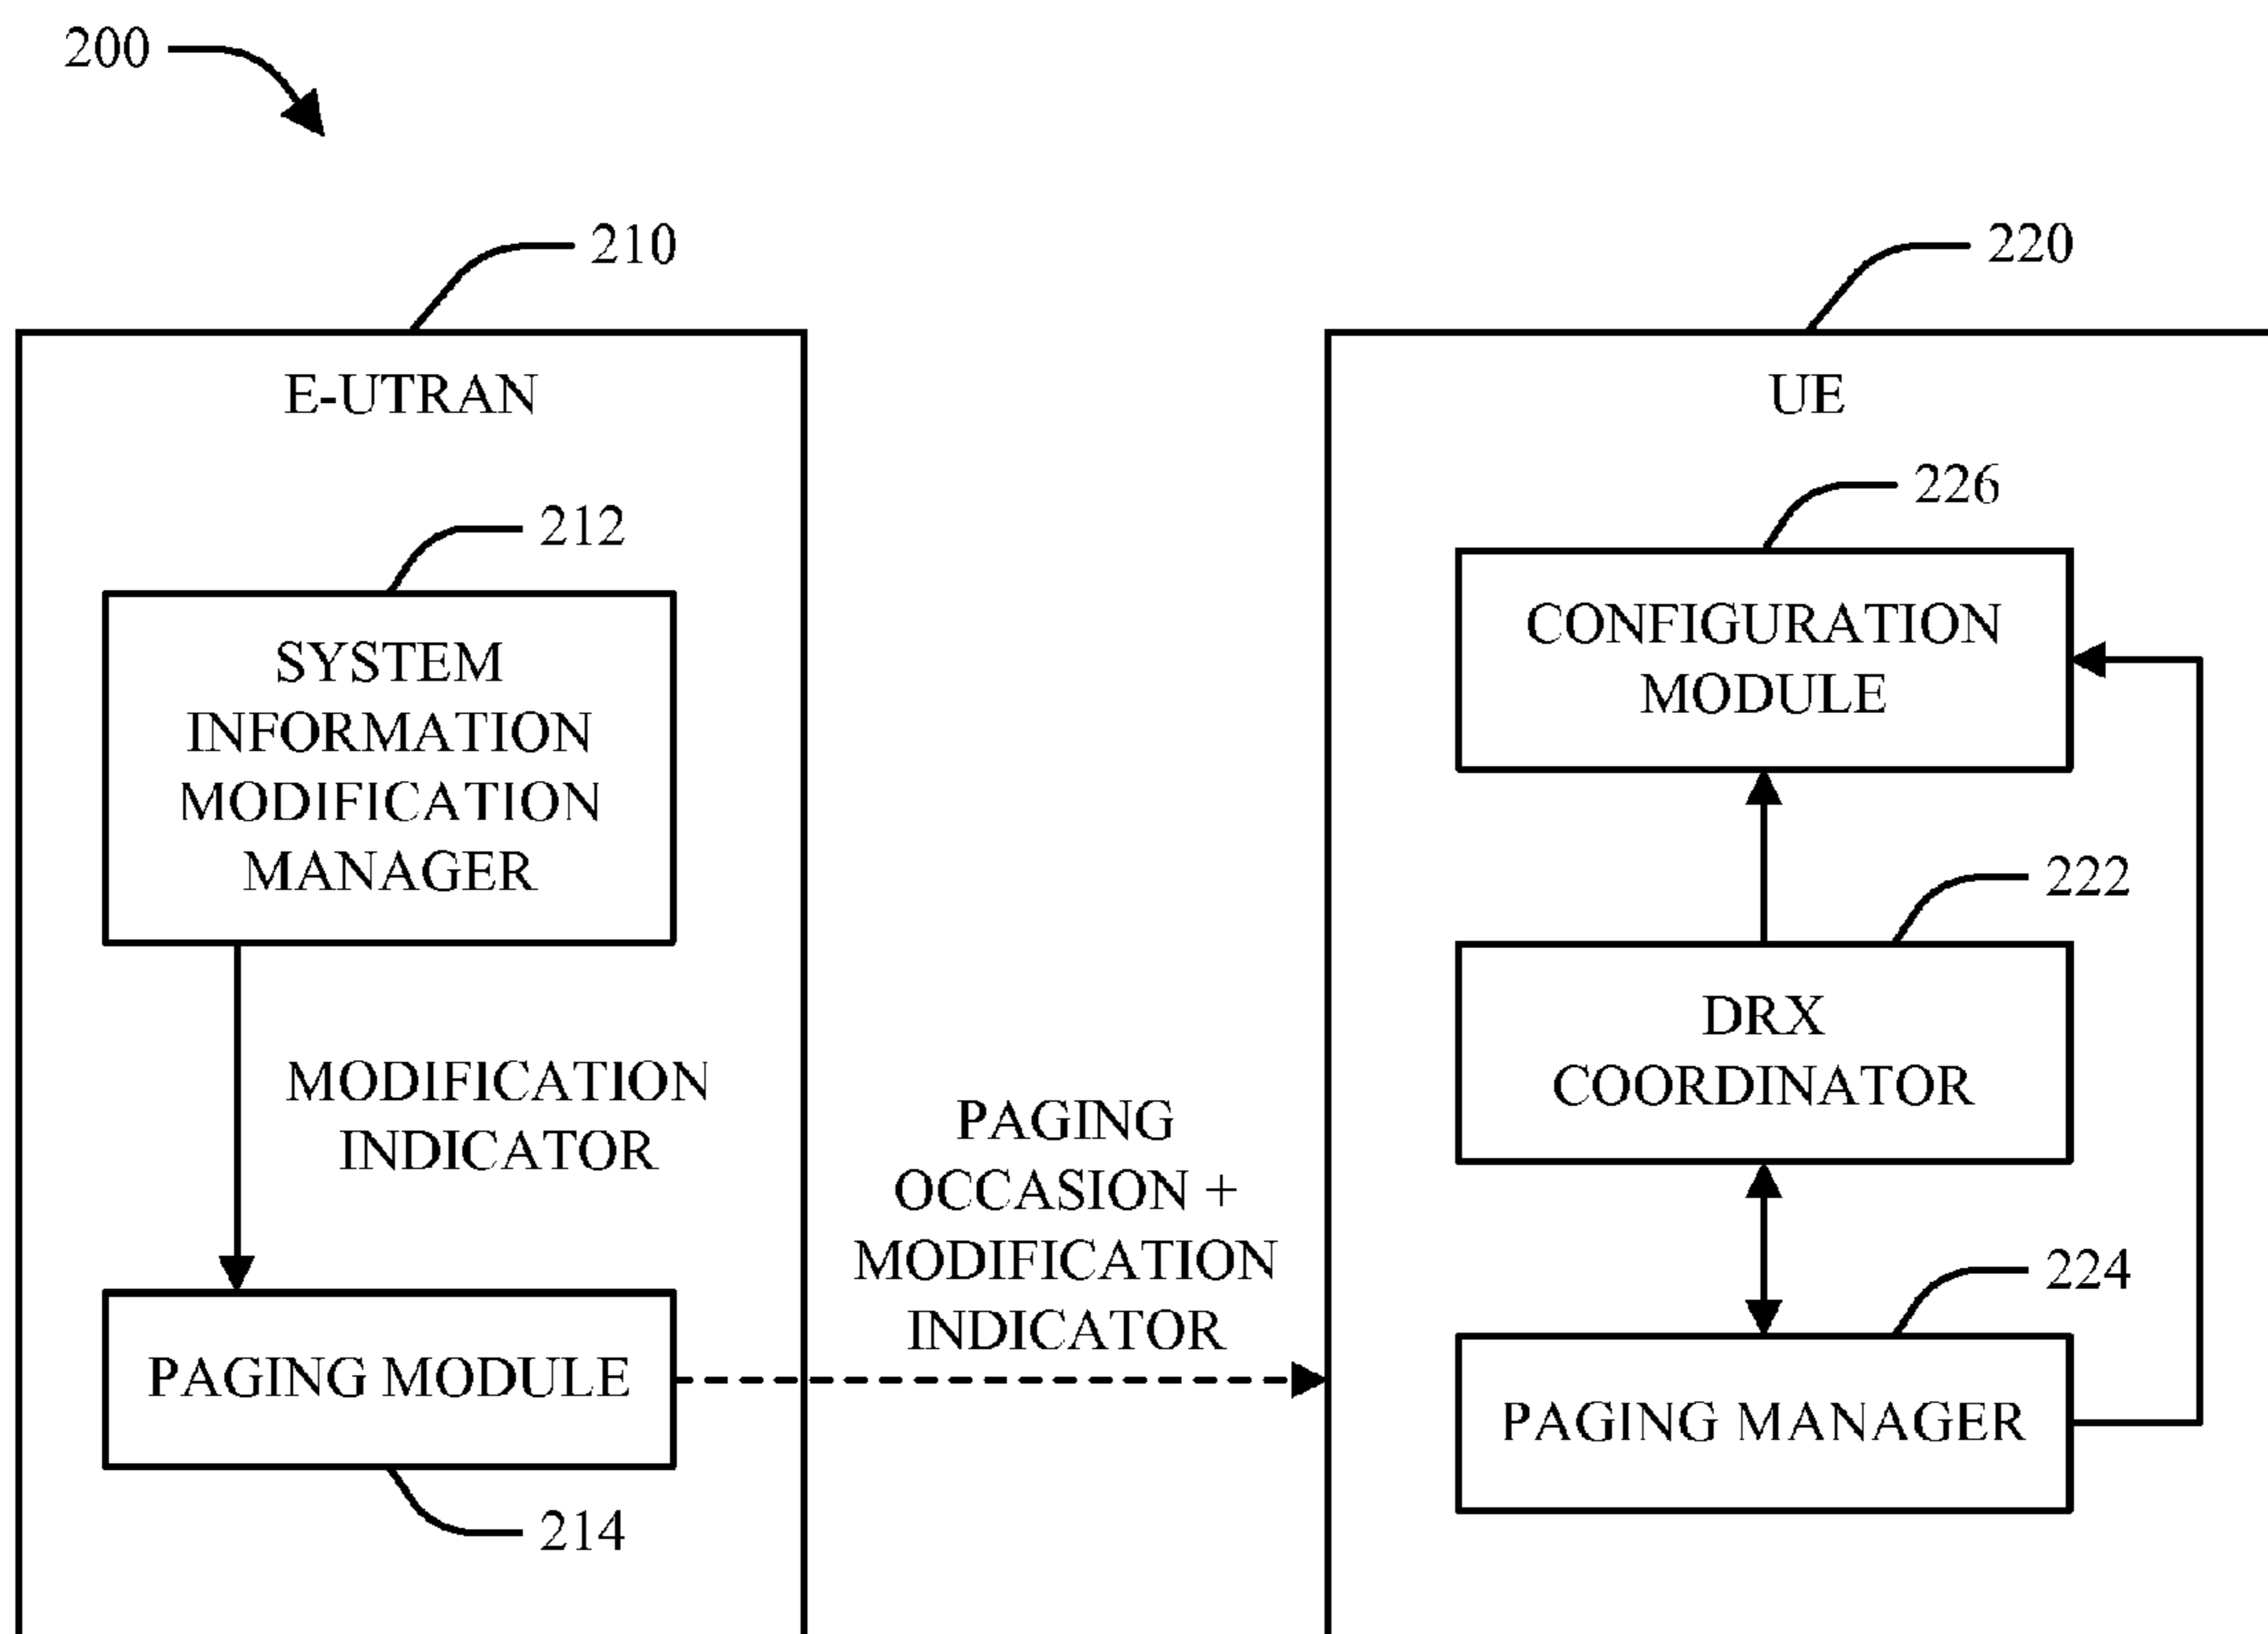 200
210
220
E-UTRAN
UE
226
212
CONFIGURATION
MODULE
SYSTEM
INFORMATION
MODIFICATION
MANAGER
222
DRX
COORDINATOR
MODIFICATION
INDICATOR
PAGING
OCCASION +
MODIFICATION
INDICATOR
224
PAGING MODULE
PAGING MANAGER
214